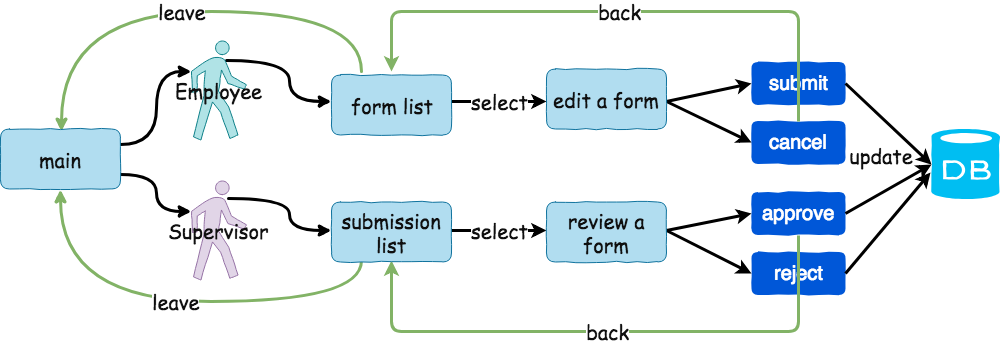 leave
back
Employee
form list
select
edit a form
submit
cancel
main
update
DB
Supervisor
submission
list
select
review a
form
approve
reject
leave
back